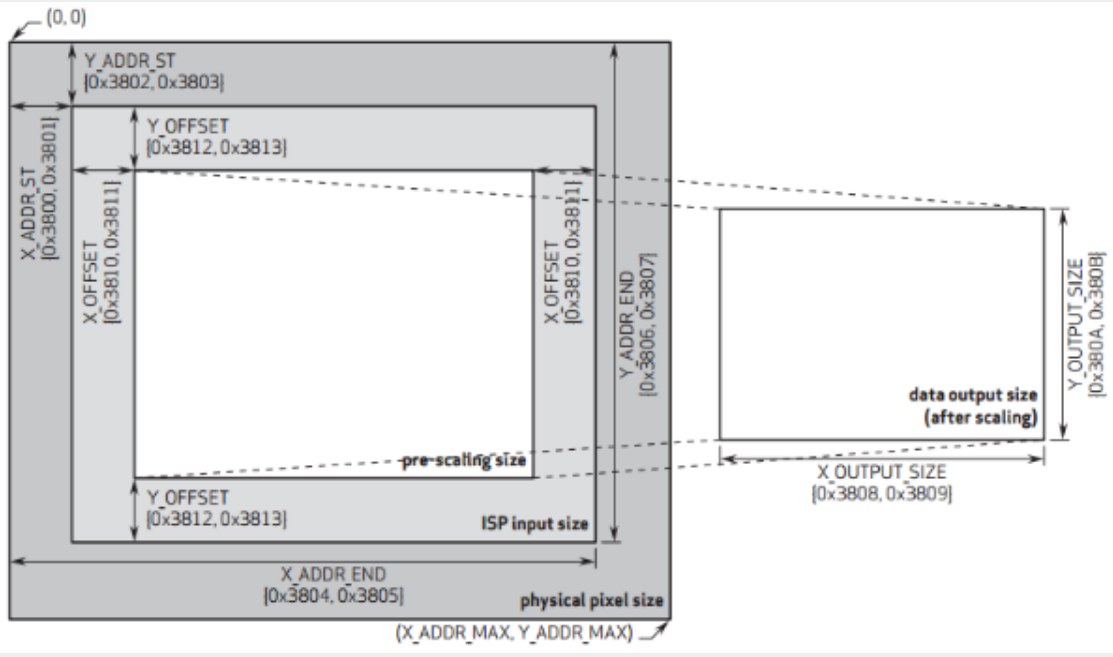 (0, 0)
Y_ADDR_ST
[0x3802, 0x3803]
X_ADDR_ST
[0x3800, 0x3801]
Y_OFFSET
[0x3812, 0x3813]
X_OFFSET
[0x3810, 0x3811]
X_OFFSET
[0x3810, 0x3811]
Y_ADDR_END
[0x3806, 0x3807]
pre-scaling size
Y_OFFSET
[0x3812, 0x3813]
ISP input size
X_ADDR_END
[0x3804, 0x3805]
physical pixel size
(X_ADDR_MAX, Y_ADDR_MAX)
data output size
(after scaling)
Y_OUTPUT_SIZE
[0x380A, 0x380B]
X_OUTPUT_SIZE
[0x3808, 0x3809]